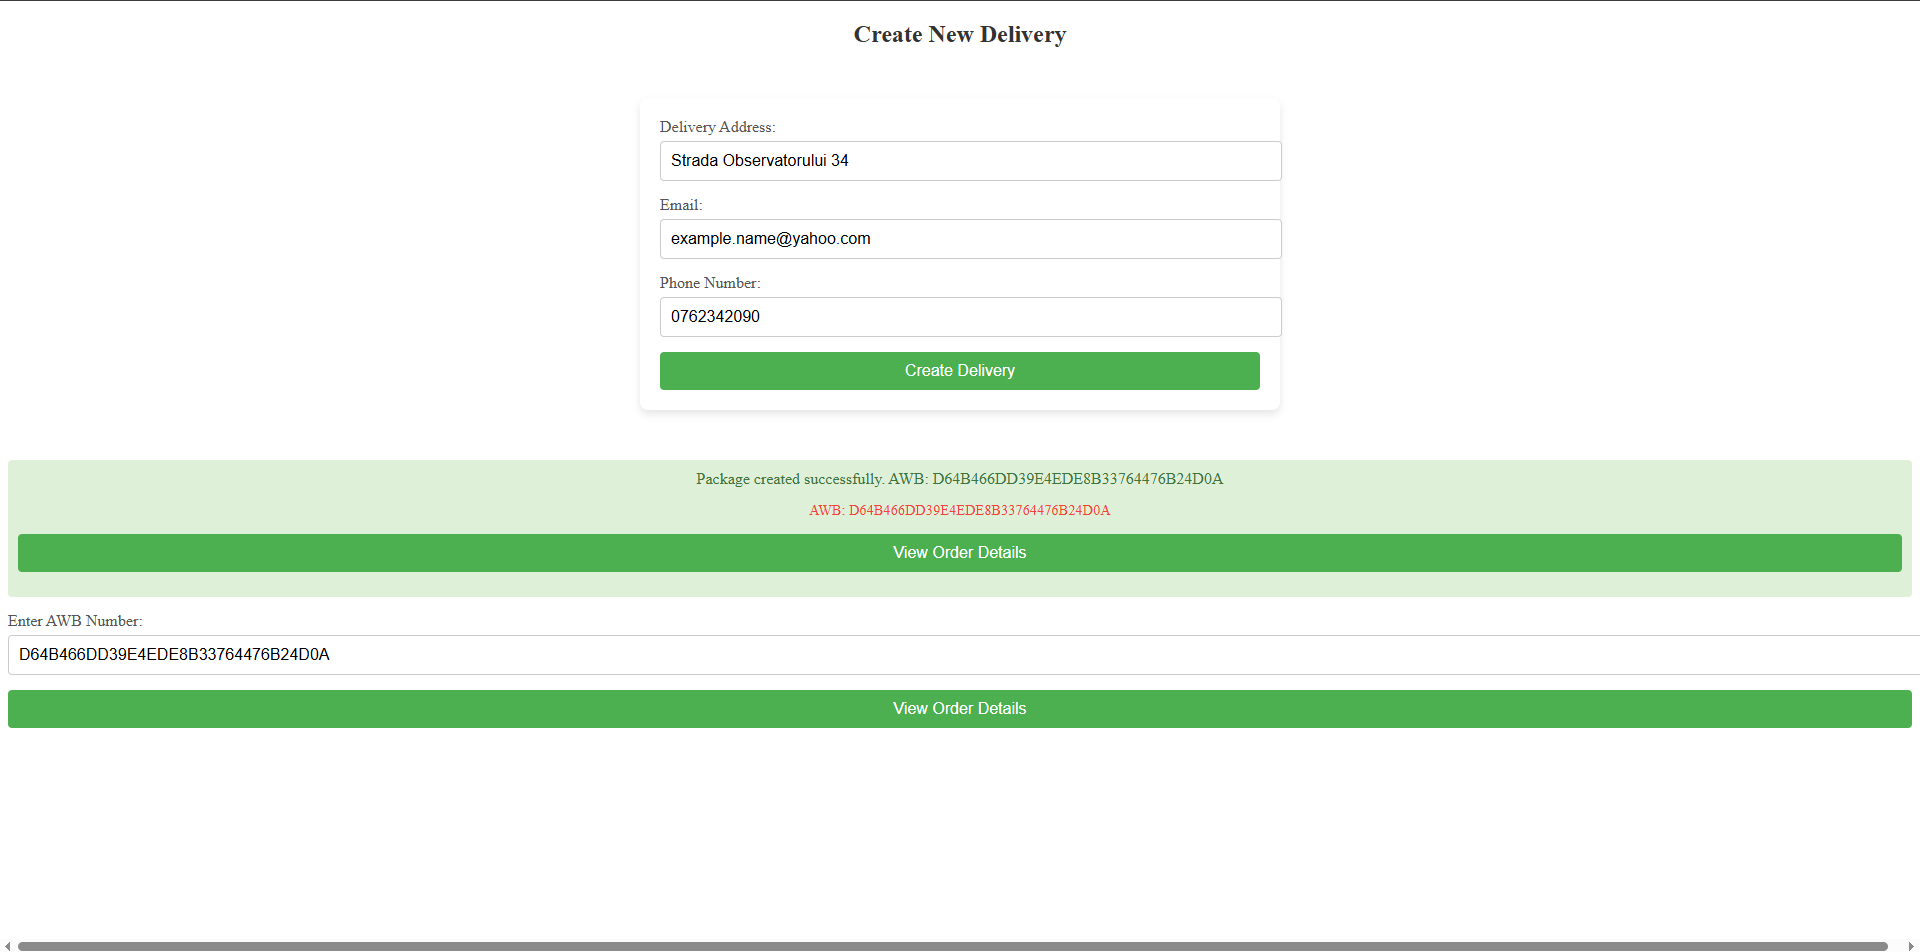 Create New Delivery
Delivery Address:
Strada Observatorului 34
Email:
example.name@yahoo.com
Phone Number:
0762342090
Create Delivery
Package created successfully. AWB: D64B466DD39E4EDE8B33764476B24D0A
AWB: D64B466DD39E4EDE8B33764476B24D0A
View Order Details
Enter AWB Number:
D64B466DD39E4EDE8B33764476B24D0A
View Order Details